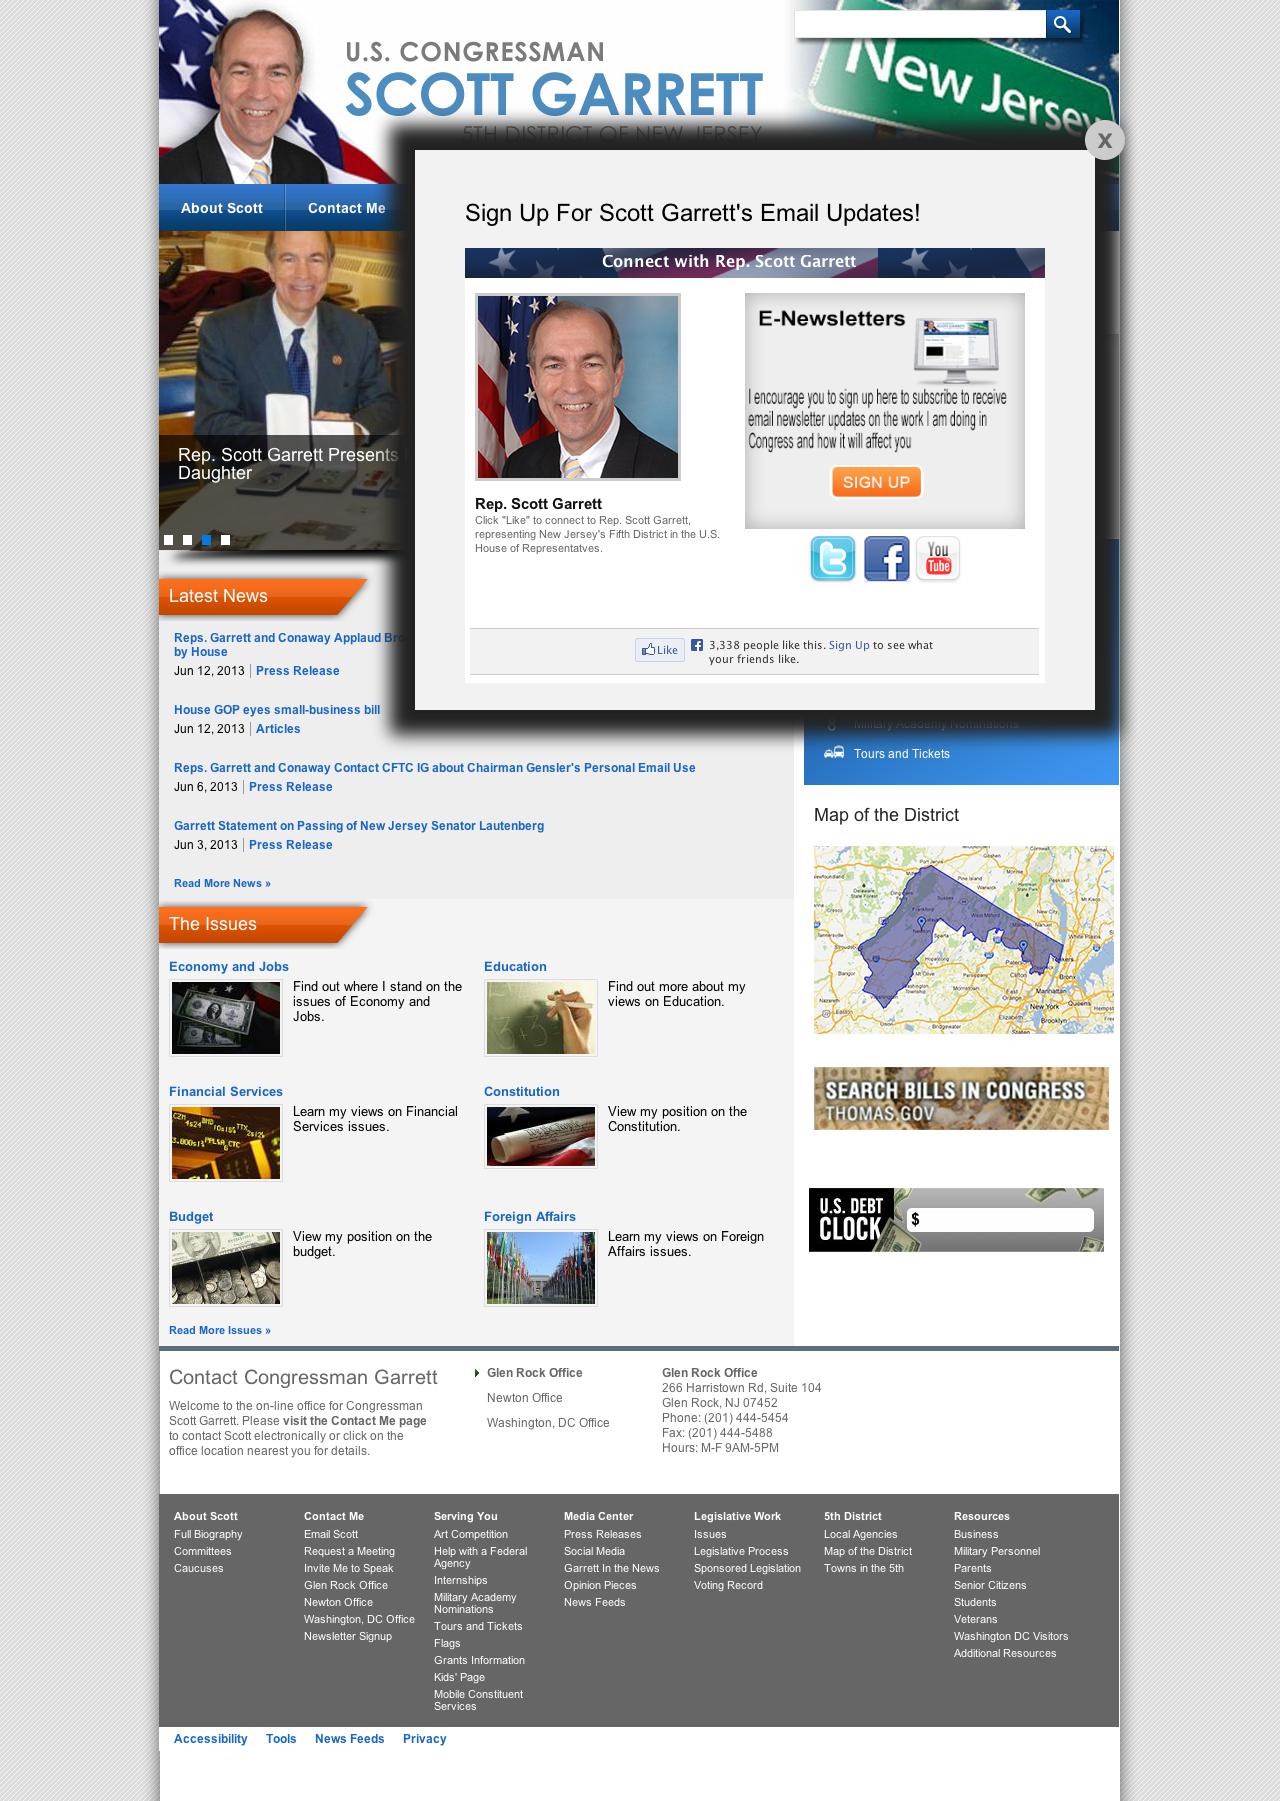 U.S. CONGRESSMAN
SCOTT GARRETT
5TH DISTRICT OF NEW JERSEY
New Jersey
About Scott
Contact Me
X
Sign Up For Scott Garrett's Email Updates!
Connect with Rep. Scott Garrett
E-Newsletters
I encourage you to sign up here to subscribe to receive
email newsletter updates on the work I am doing in
Congress and how it will affect you
SIGN UP
Rep. Scott Garrett
Click "Like" to connect to Rep. Scott Garrett,
representing New Jersey's Fifth District in the U.S.
House of Representatves.
You
Tube
Like
3,338 people like this. Sign Up to see what
your friends like.
Rep. Scott Garrett Presents
Daughter
Latest News
Reps. Garrett and Conaway Applaud
by House
Jun 12, 2013 | Press Release
House GOP eyes small-business bill
Jun 12, 2013 | Articles
Reps. Garrett and Conaway Contact CFTC IG about Chairman Gensler's Personal Email Use
Jun 6, 2013 | Press Release
Garrett Statement on Passing of New Jersey Senator Lautenberg
Jun 3, 2013 | Press Release
Read More News »
Military Academy Nominations
Tours and Tickets
Map of the District
SEARCH BILLS IN CONGRESS
THOMAS.GOV
U.S. DEBT
CLOCK
$
The Issues
Economy and Jobs
Find out where I stand on the
issues of Economy and
Jobs.
Education
Find out more about my
views on Education.
Financial Services
Learn my views on Financial
Services issues.
Constitution
View my position on the
Constitution.
Budget
View my position on the
budget.
Foreign Affairs
Learn my views on Foreign
Affairs issues.
Read More Issues »
Contact Congressman Garrett
Welcome to the on-line office for Congressman
Scott Garrett. Please visit the Contact Me page
to contact Scott electronically or click on the
office location nearest you for details.
Glen Rock Office
Newton Office
Washington, DC Office
Glen Rock Office
266 Harristown Rd, Suite 104
Glen Rock, NJ 07452
Phone: (201) 444-5454
Fax: (201) 444-5488
Hours: M-F 9AM-5PM
About Scott
Full Biography
Committees
Caucuses
Contact Me
Email Scott
Request a Meeting
Invite Me to Speak
Glen Rock Office
Newton Office
Washington, DC Office
Newsletter Signup
Serving You
Art Competition
Help with a Federal
Agency
Internships
Military Academy
Nominations
Tours and Tickets
Flags
Grants Information
Kids' Page
Mobile Constituent
Services
Media Center
Press Releases
Social Media
Garrett In the News
Opinion Pieces
News Feeds
Legislative Work
Issues
Legislative Process
Sponsored Legislation
Voting Record
5th District
Local Agencies
Map of the District
Towns in the 5th
Resources
Business
Military Personnel
Parents
Senior Citizens
Students
Veterans
Washington DC Visitors
Additional Resources
Accessibility
Tools
News Feeds
Privacy